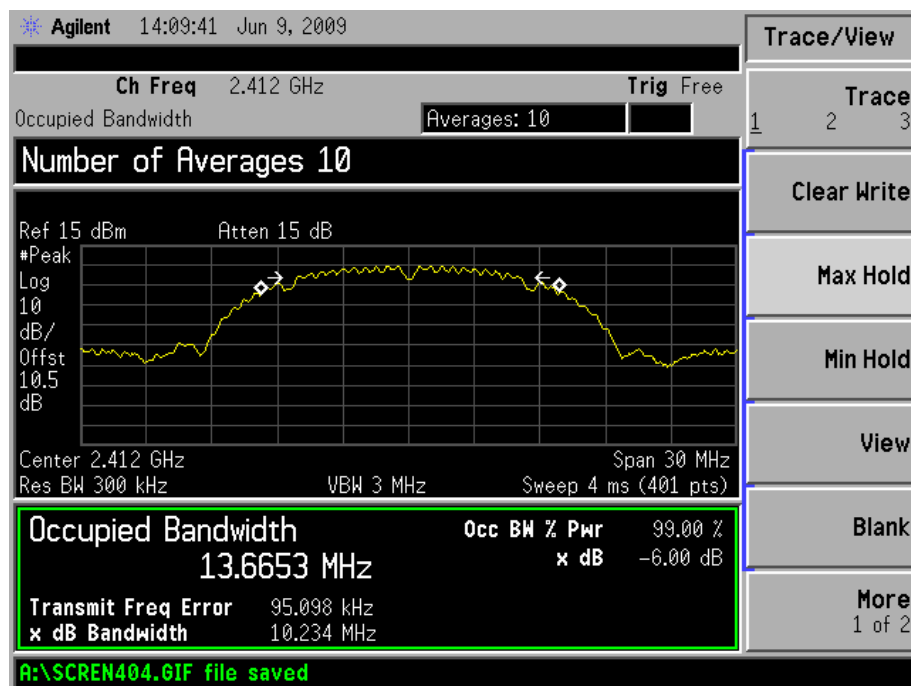 Agilent 14:09:41 Jun 9, 2009
Trace/View
Ch Freq 2.412 GHz Trig Free
Occupied Bandwidth Averages: 10
Trace
1 2 3
Number of Averages 10
Clear Write
Ref 15 dBm Atten 15 dB
#Peak
Log
10
dB/
Offst
10.5
dB
Max Hold
Min Hold
View
Center 2.412 GHz Span 30 MHz
Res BW 300 kHz VBW 3 MHz Sweep 4 ms (401 pts)
Occupied Bandwidth Occ BW % Pwr 99.00 %
13.6653 MHz x dB -6.00 dB
Blank
Transmit Freq Error 95.098 kHz
x dB Bandwidth 10.234 MHz
More
1 of 2
A:\SCREN404.GIF file saved